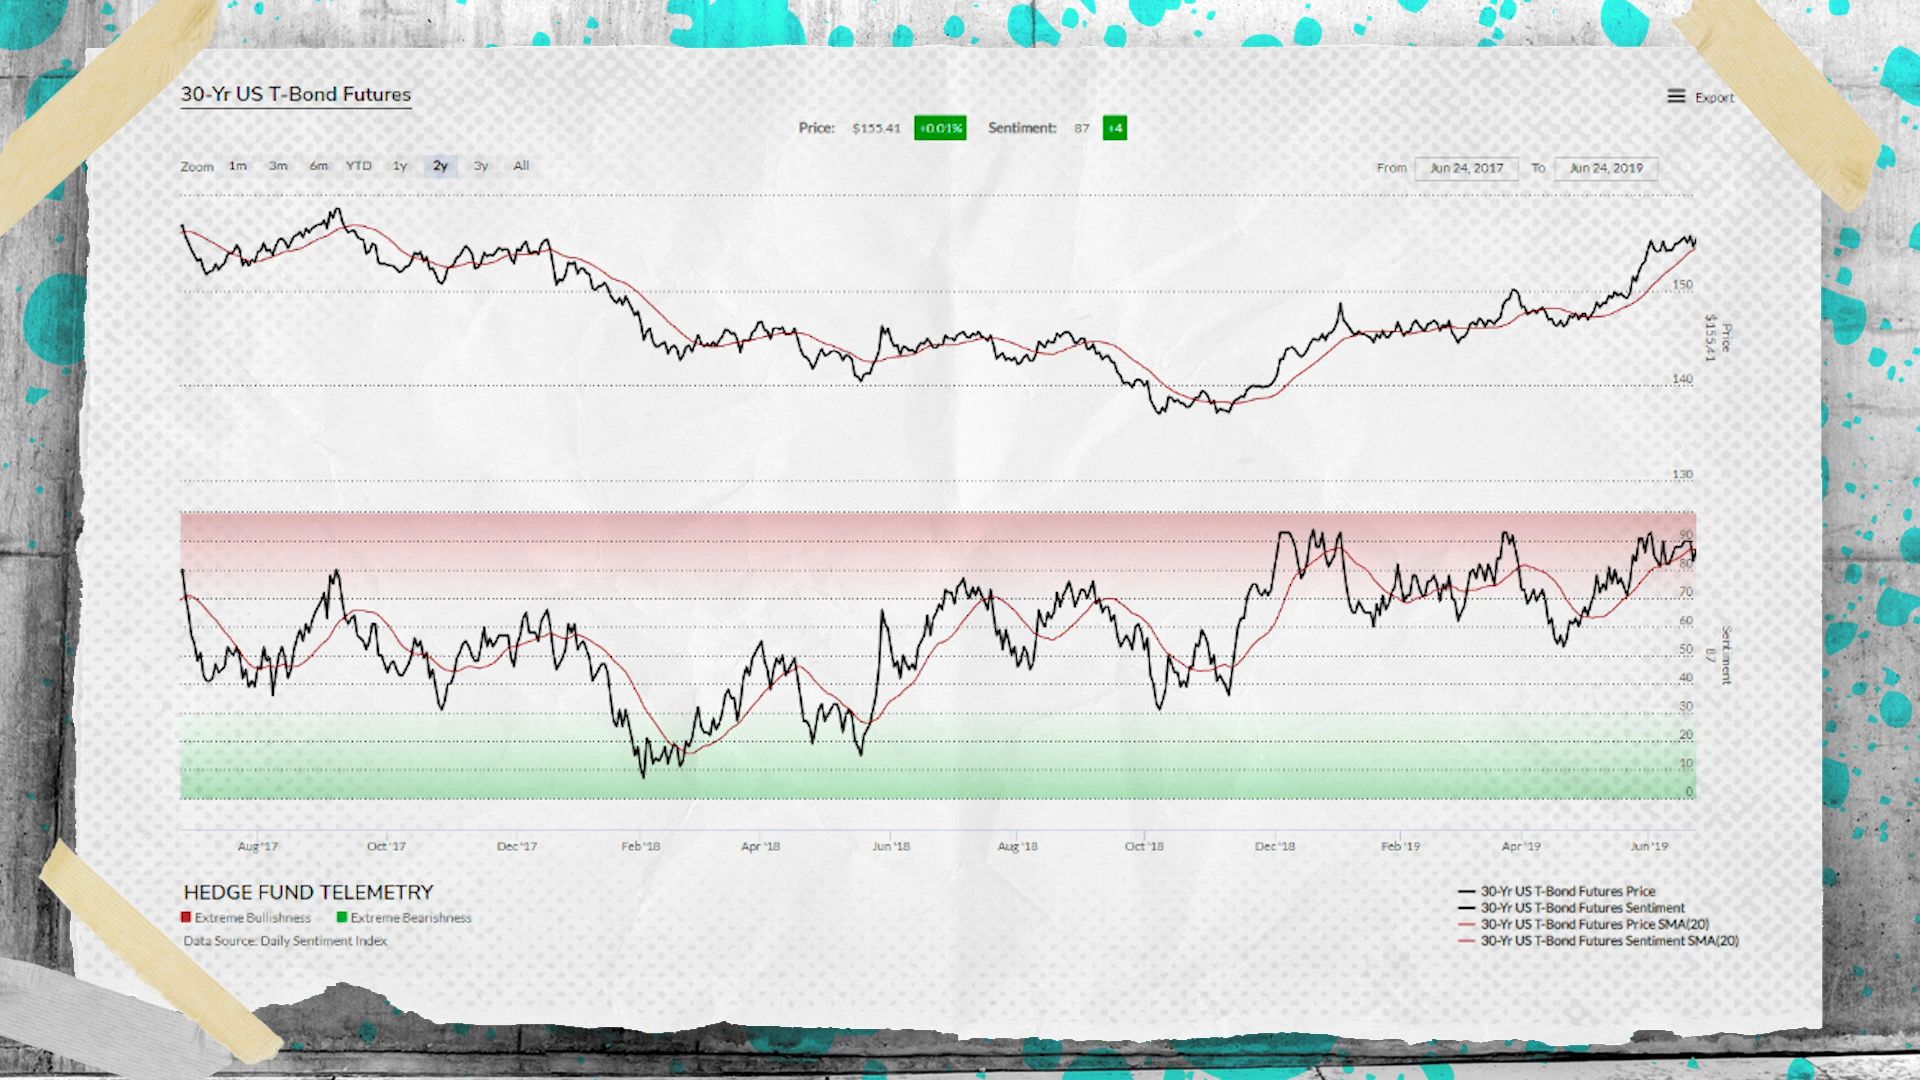 30-Yr US T-Bond Futures
Export
Price: $155.41 +0.01% Sentiment: 87 +4
Zoom 1m 3m 6m YTD 1y 2y 3y All
From Jun 24, 2017 To Jun 24, 2019
150
140
130
Price
$155.41
90
80
70
60
50
40
30
20
10
0
Sentiment
87
Aug '17 Oct '17 Dec '17 Feb '18 Apr '18 Jun '18 Aug '18 Oct '18 Dec '18 Feb '19 Apr '19 Jun '19
HEDGE FUND TELEMETRY
Extreme Bullishness Extreme Bearishness
Data Source: Daily Sentiment Index
30-Yr US T-Bond Futures Price
30-Yr US T-Bond Futures Sentiment
30-Yr US T-Bond Futures Price SMA(20)
30-Yr US T-Bond Futures Sentiment SMA(20)